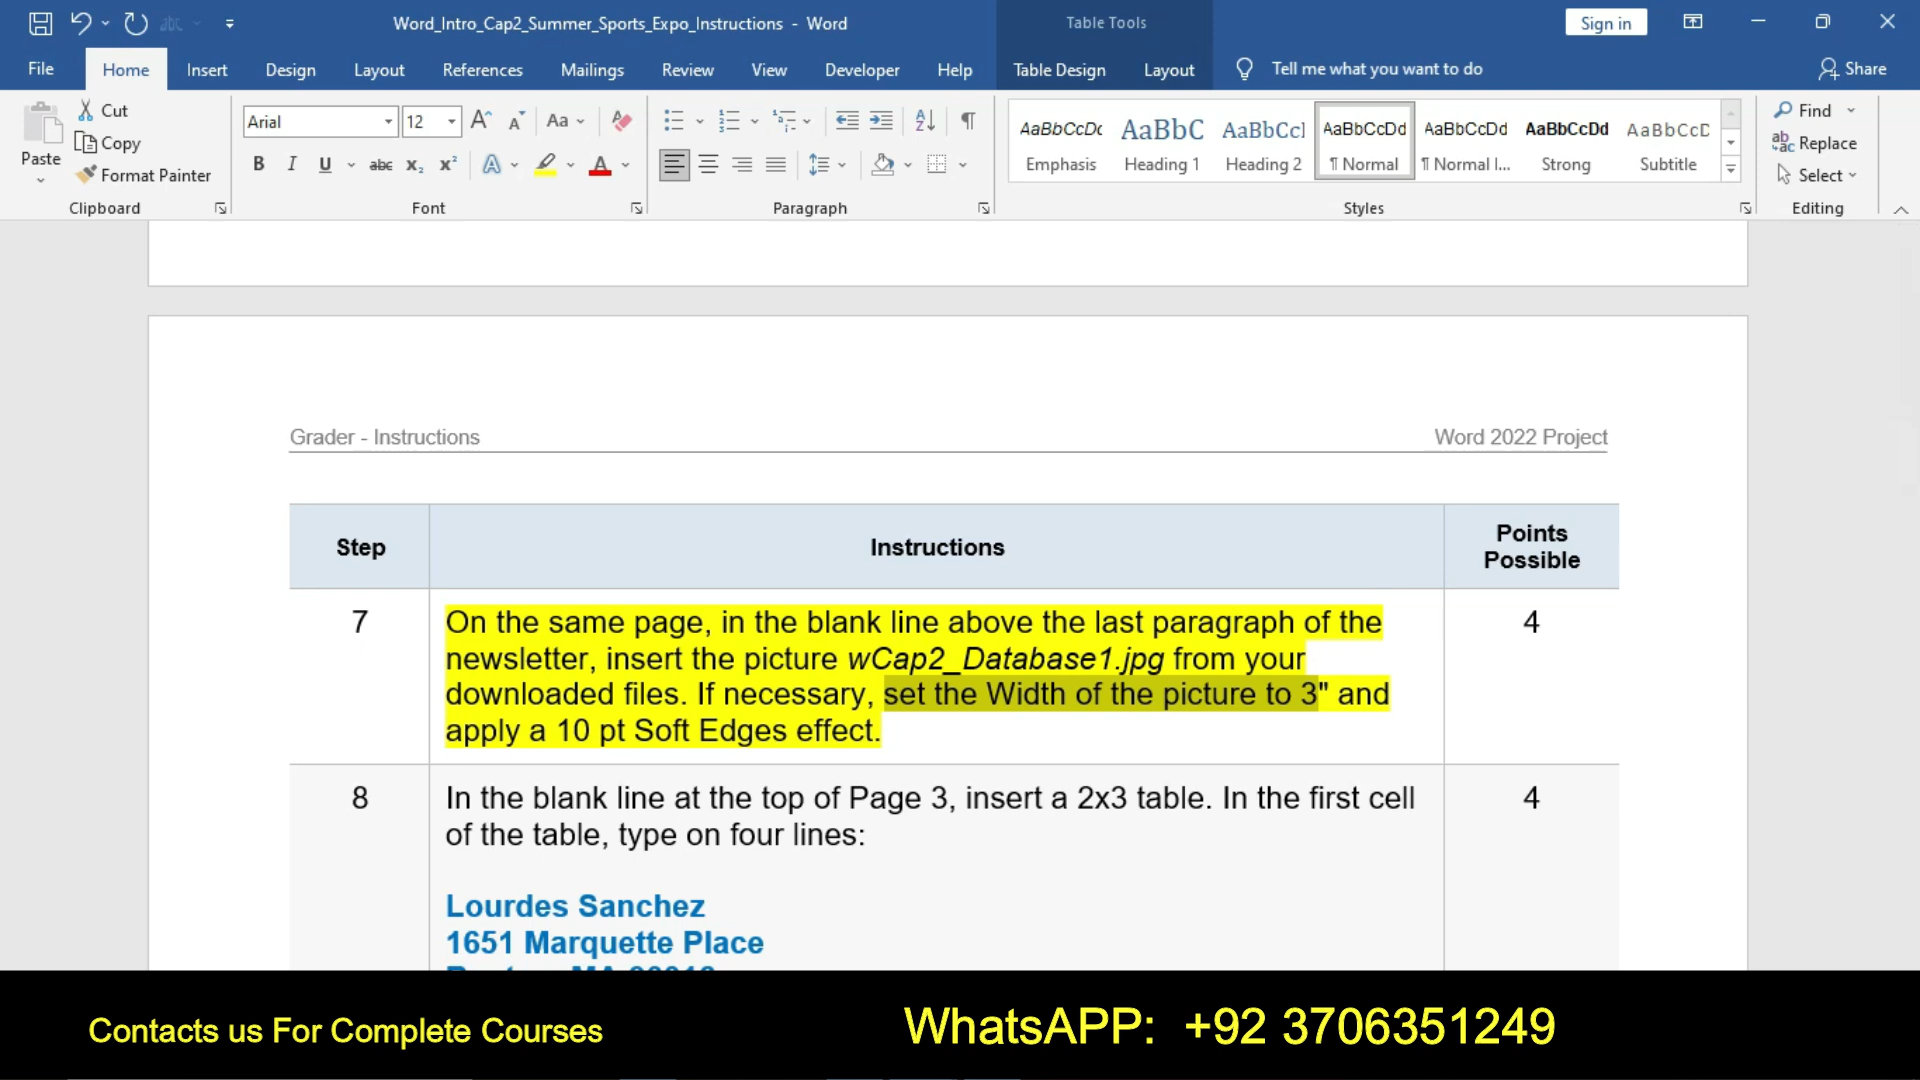 Word_Intro_Cap2_Summer_Sports_Expo_Instructions - Word
Table Tools
Sign in
File Home Insert Design Layout References Mailings Review View Developer Help Table Design Layout Tell me what you want to do Share
Paste
Cut
Copy
Format Painter
Clipboard
Arial 12
Font
Paragraph
AaBbCcDc AaBbC AaBbCcl AaBbCcDd AaBbCcDd AaBbCcDd AaBbCcC
Emphasis Heading 1 Heading 2 ¶ Normal ¶ Normal I... Strong Subtitle
Styles
Find
Replace
Select
Editing
Grader - Instructions Word 2022 Project
Step Instructions Points Possible
7 On the same page, in the blank line above the last paragraph of the 4
newsletter, insert the picture wCap2_Database1.jpg from your
downloaded files. If necessary, set the Width of the picture to 3" and
apply a 10 pt Soft Edges effect.
8 In the blank line at the top of Page 3, insert a 2x3 table. In the first cell 4
of the table, type on four lines:
Lourdes Sanchez
1651 Marquette Place
Contacts us For Complete Courses
WhatsAPP: +92 3706351249